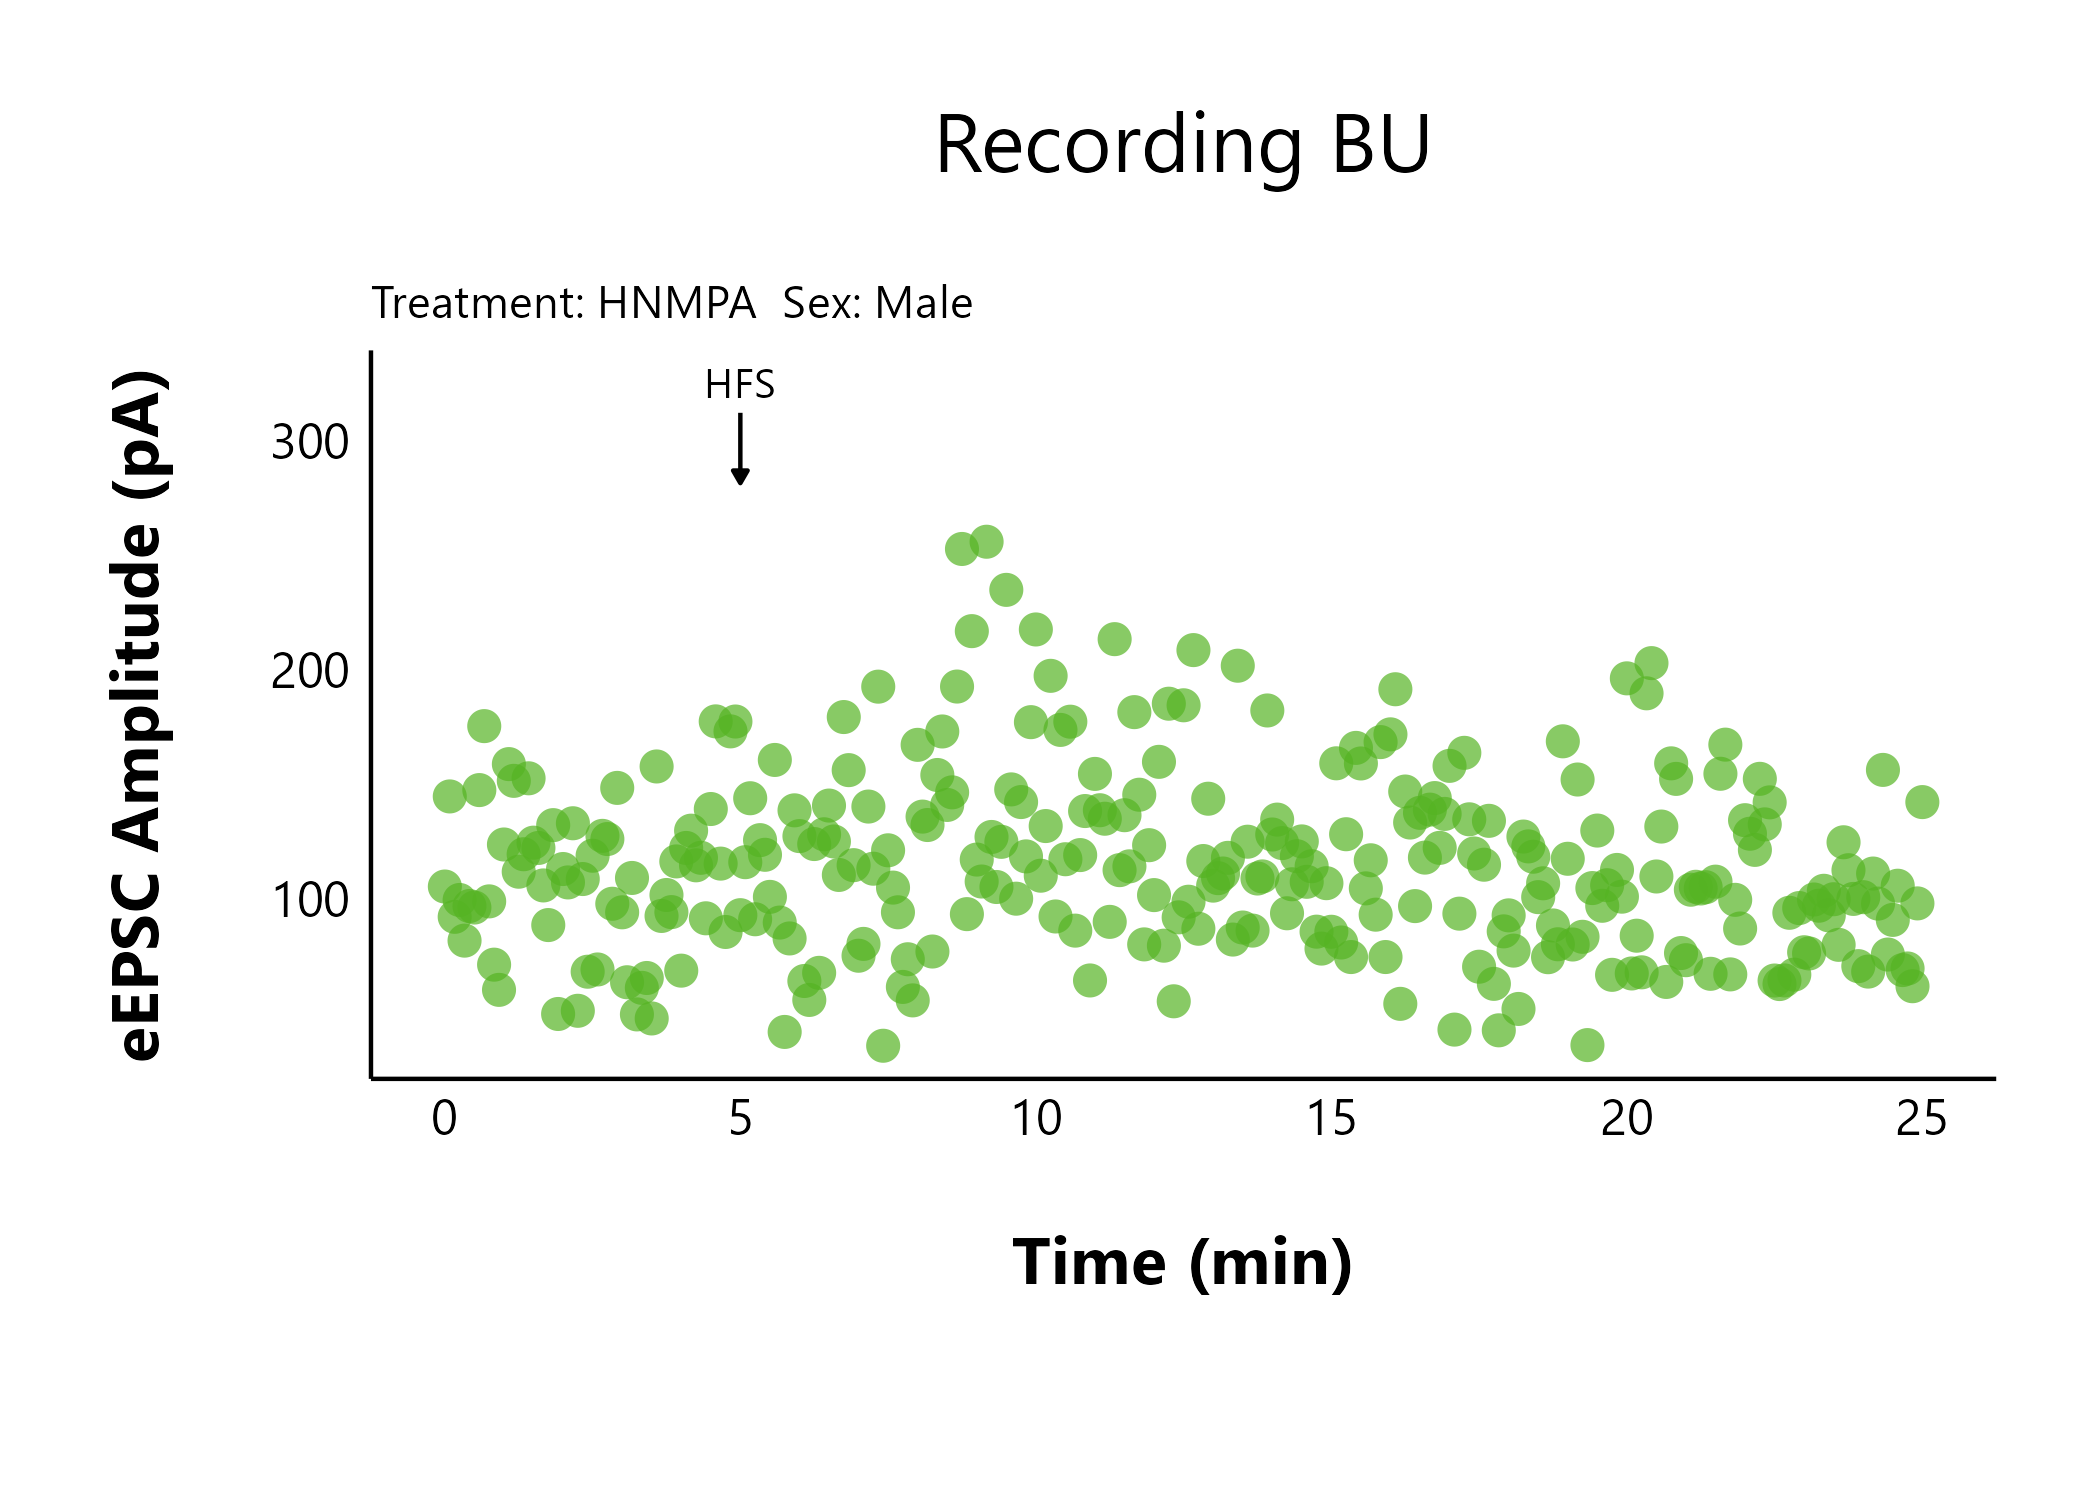 Recording BU
Treatment: HNMPA  Sex: Male
HFS
eEPSC Amplitude (pA)
300
200
100
0 5 10 15 20 25
Time (min)